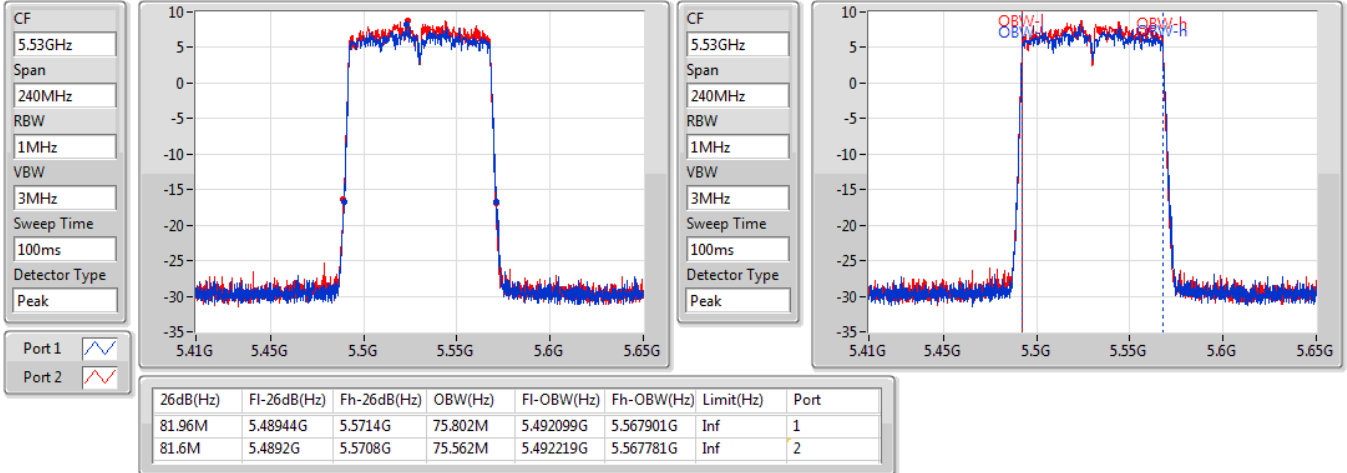 CF
5.53GHz
Span
240MHz
RBW
1MHz
VBW
3MHz
Sweep Time
100ms
Detector Type
Peak
Port 1
Port 2
10
5
0
-5
-10
-15
-20
-25
-30
-35
5.41G 5.45G 5.5G 5.55G 5.6G 5.65G
CF
5.53GHz
Span
240MHz
RBW
1MHz
VBW
3MHz
Sweep Time
100ms
Detector Type
Peak
10
5
0
-5
-10
-15
-20
-25
-30
-35
OBW-l OBW-h
OBW OBW-h
5.41G 5.45G 5.5G 5.55G 5.6G 5.65G
26dB(Hz) Fl-26dB(Hz) Fh-26dB(Hz) OBW(Hz) Fl-OBW(Hz) Fh-OBW(Hz) Limit(Hz) Port
81.96M 5.48944G 5.5714G 75.802M 5.492099G 5.567901G Inf 1
81.6M 5.4892G 5.5708G 75.562M 5.492219G 5.567781G Inf 2